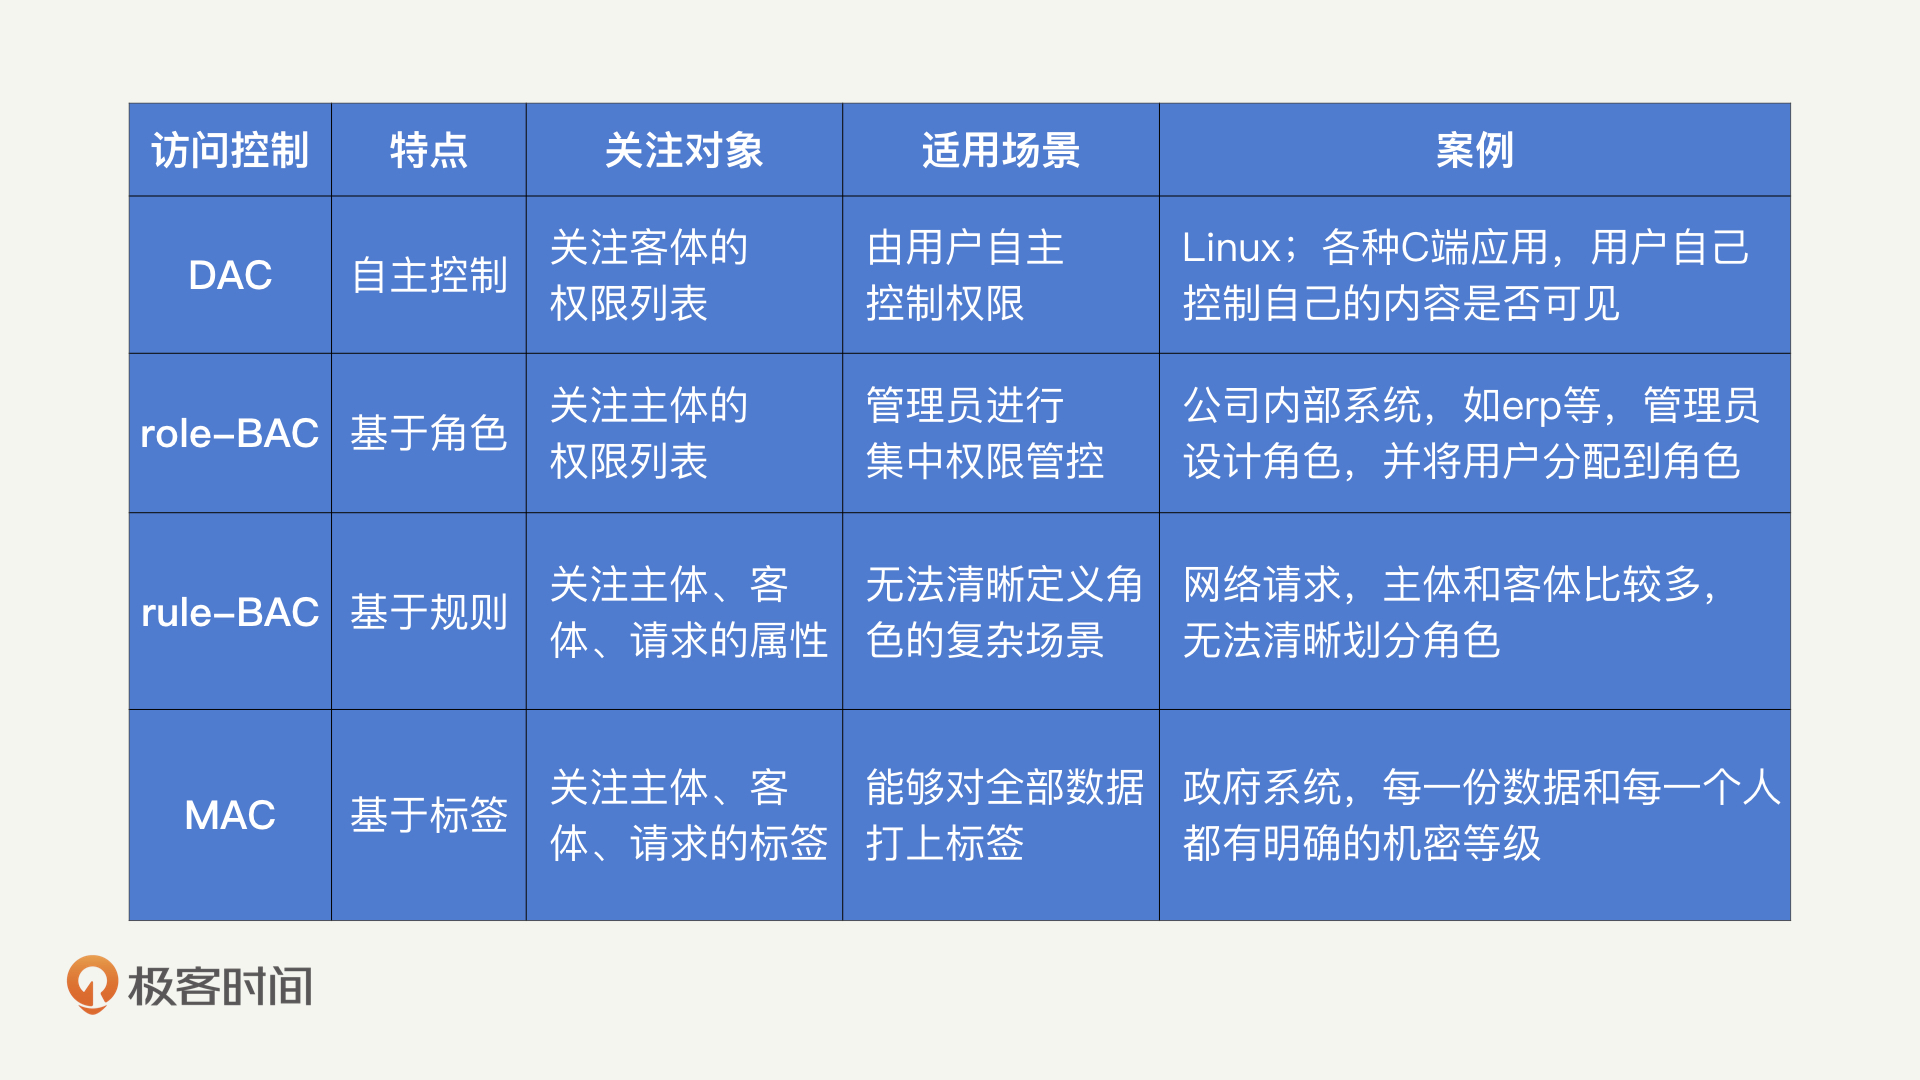 访问控制
特点
关注对象
适用场景
案例
DAC
自主控制
关注客体的
权限列表
由用户自主
控制权限
Linux；各种C端应用，用户自己
控制自己的内容是否可见
role-BAC
基于角色
关注主体的
权限列表
管理员进行
集中权限管控
公司内部系统，如erp等，管理员
设计角色，并将用户分配到角色
rule-BAC
基于规则
关注主体、客
体、请求的属性
无法清晰定义角
色的复杂场景
网络请求，主体和客体比较多，
无法清晰划分角色
MAC
基于标签
关注主体、客
体、请求的标签
能够对全部数据
打上标签
政府系统，每一份数据和每一个人
都有明确的机密等级
极客时间